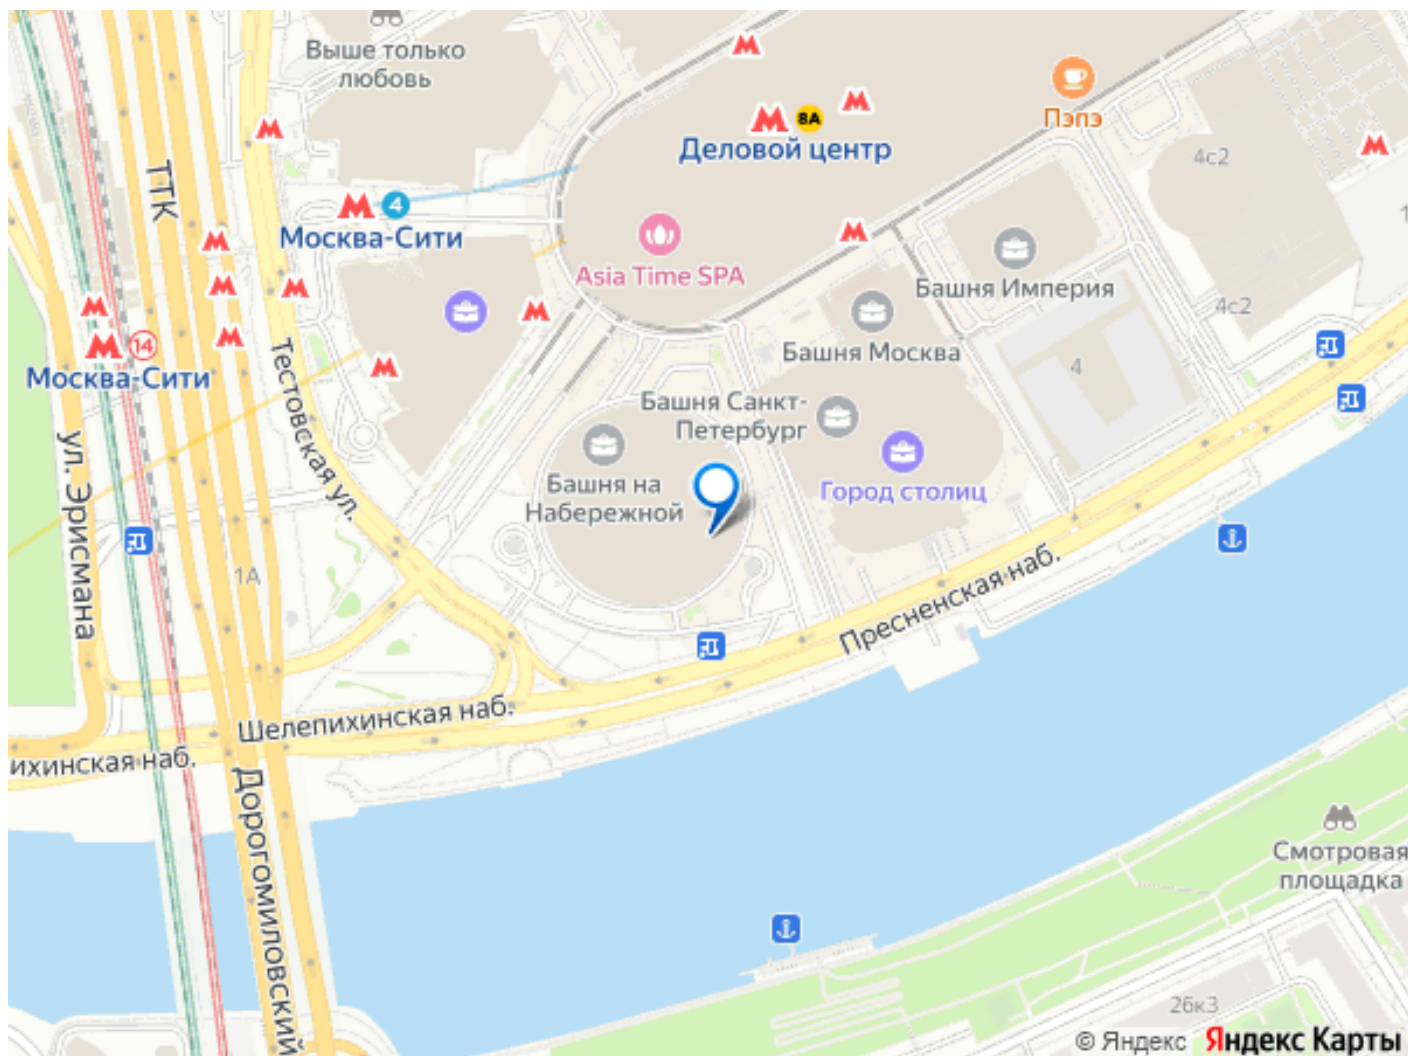 Выше только
любовь
М
8А
Деловой центр
Пэпэ
4с2
ТТК
М
4
Москва-Сити
Asia Time SPA
Башня Империя
4с2
М
14
Москва-Сити
Башня Москва
4
Тестовская ул.
Башня Санкт-
Петербург
ул. Эрисмана
Башня на
Набережной
Город столиц
1А
Пресненская наб.
Шелепихинская наб.
ихинская наб.
Дорогомиловский
Смотровая
площадка
26к3
© Яндекс Яндекс Карты